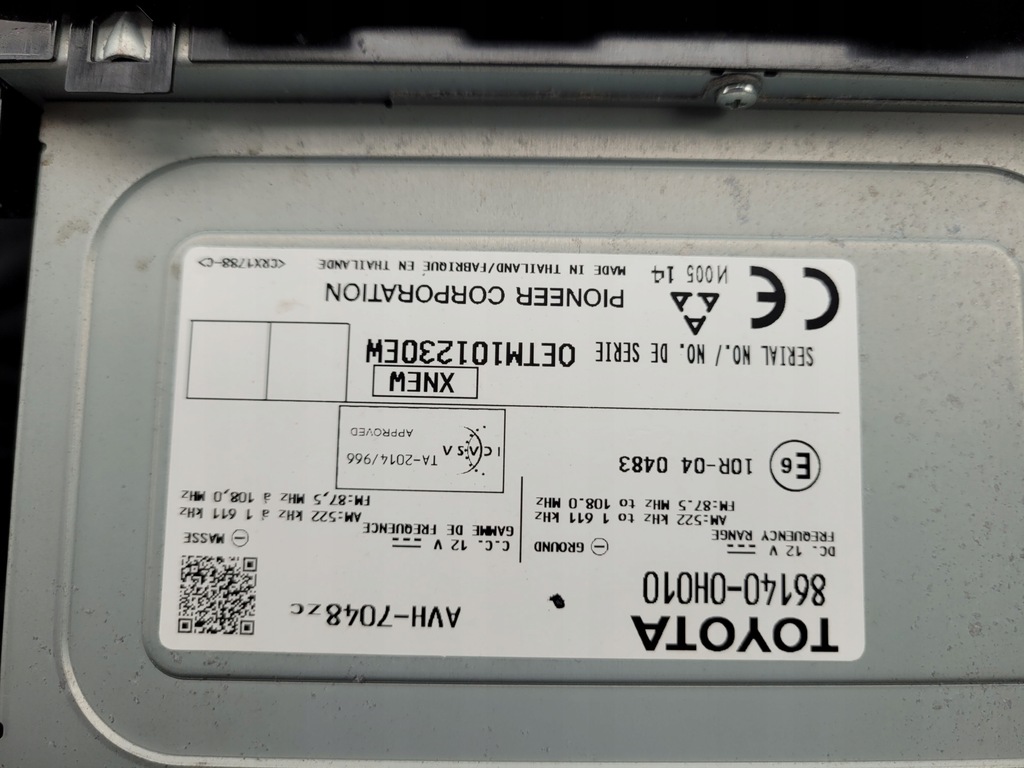 TOYOTA
86140-0H010 AVH-7048zc
DC. 12 V GROUND
FREQUENCY RANGE
AM:522 kHz to 1 611 kHz
FM:87.5 MHz to 108.0 MHz
C.C. 12 V MASSE
GAMME DE FREQUENCE
AM:522 kHz à 1 611 kHz
FM:87,5 MHz à 108,0 MHz
E6 10R-04 0483
ICASA TA-2014/966
APPROVED
XNEW
SERIAL NO./ NO. DE SERIE OETM101230EW
CE
N005 14
PIONEER CORPORATION
MADE IN THAILAND/FABRIQUÉ EN THAILANDE <CRX1788-C>